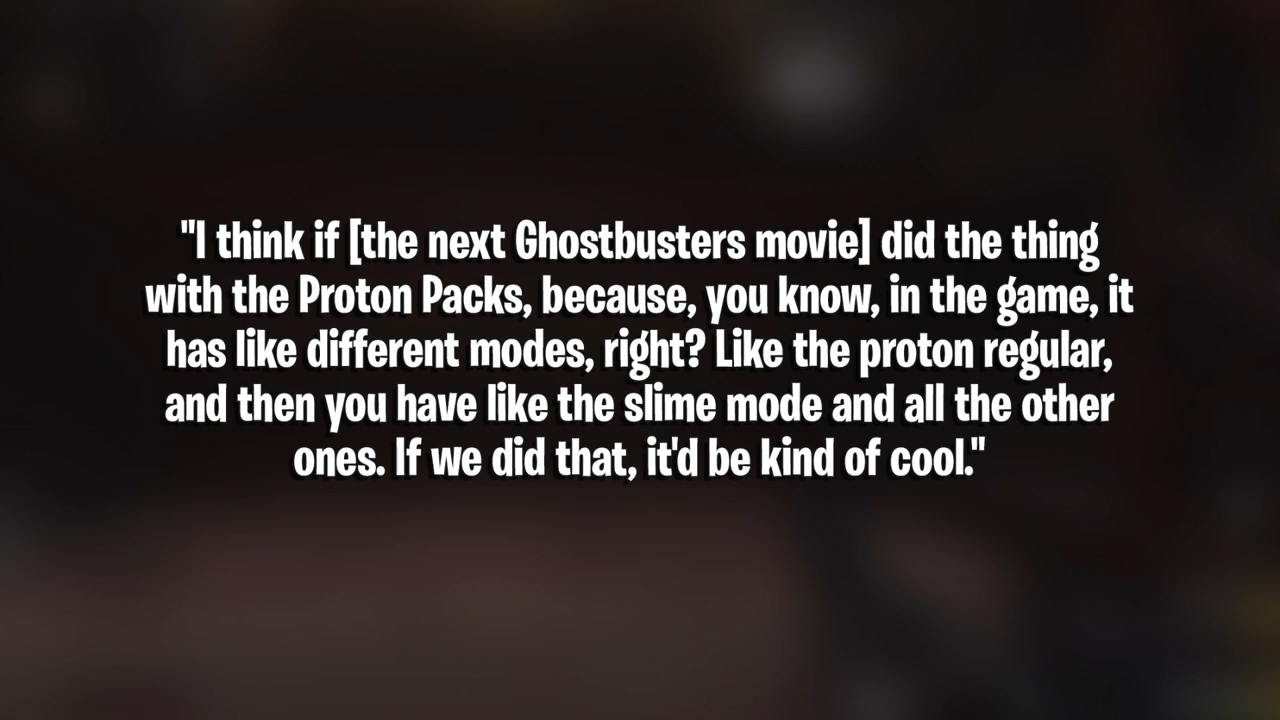 "I think if [the next Ghostbusters movie] did the thing
with the Proton Packs, because, you know, in the game, it
has like different modes, right? Like the proton regular,
and then you have like the slime mode and all the other
ones. If we did that, it'd be kind of cool."